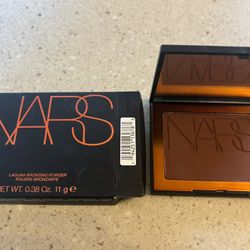 NARS
LAGUNA BRONZING POWDER
POUDRE BRONZANTE
NET WT. 0.38 Oz. 11 g ℮
NARS